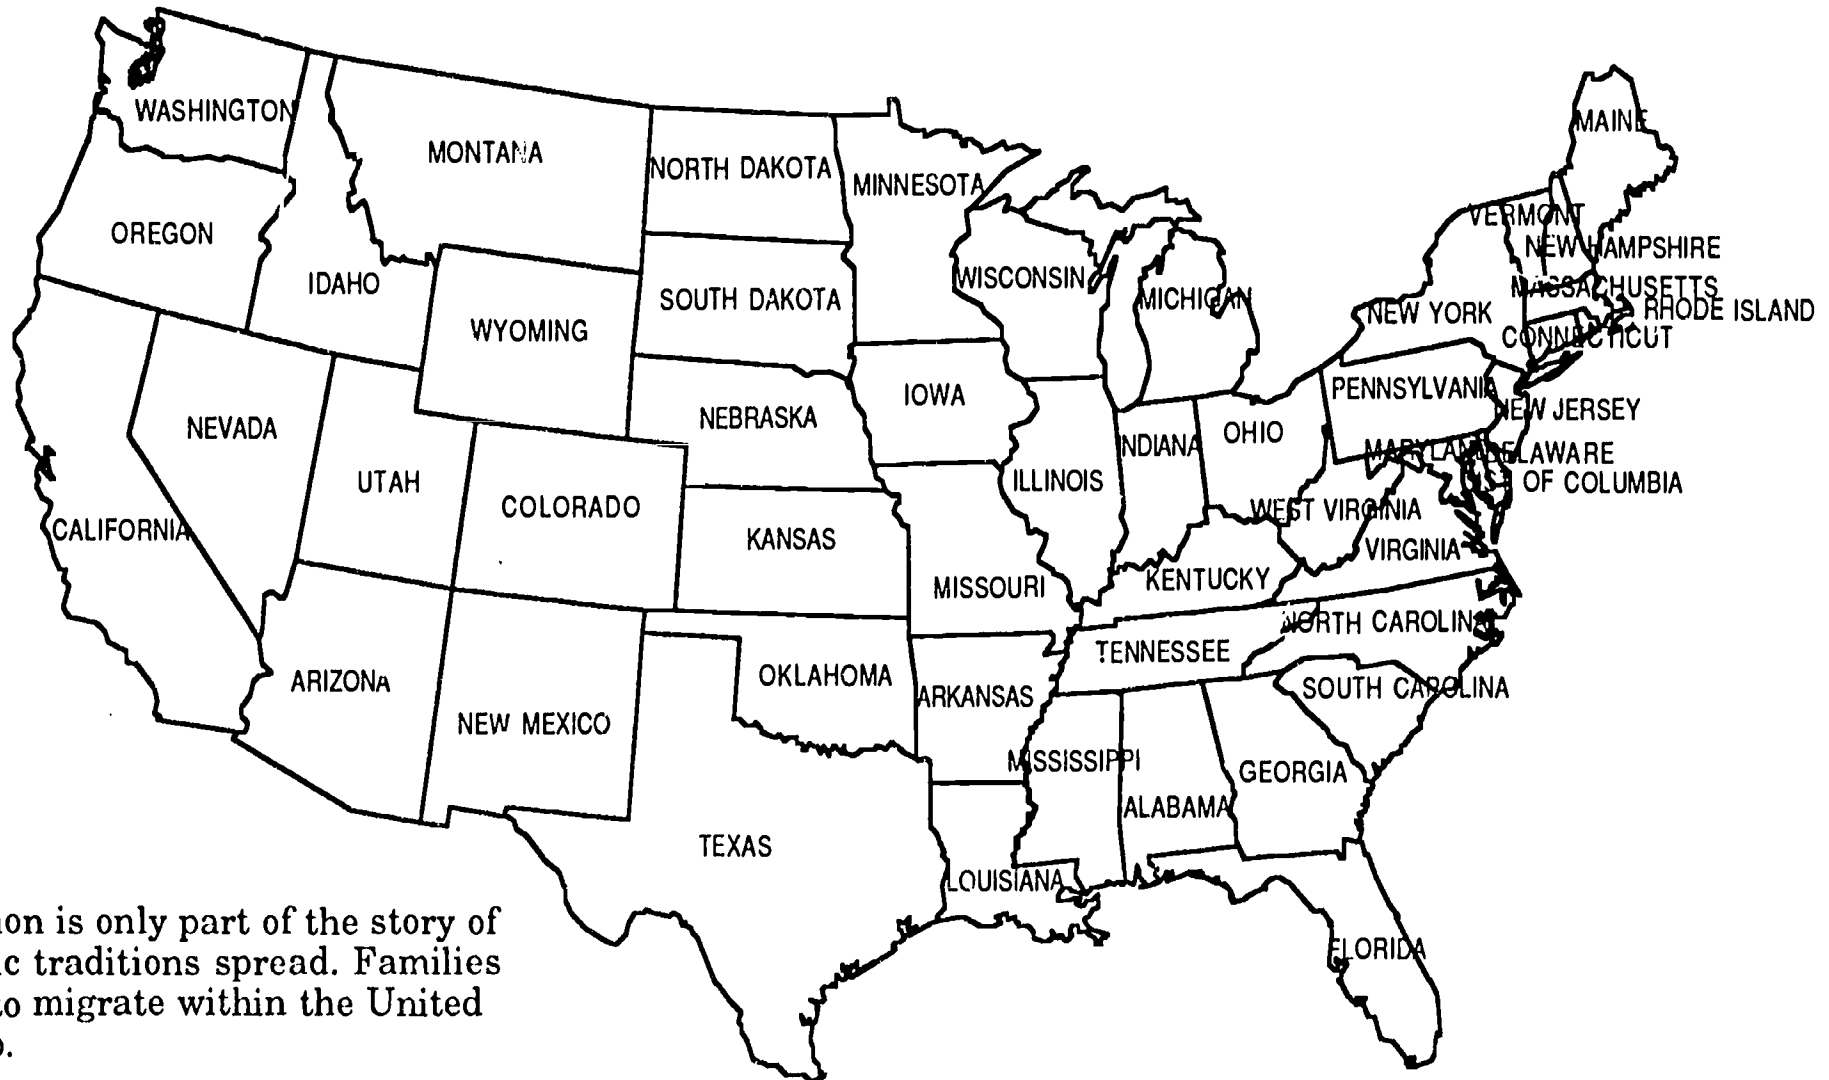 WASHINGTON
MONTANA
NORTH DAKOTA
MINNESOTA
MAINE
OREGON
IDAHO
WYOMING
SOUTH DAKOTA
WISCONSIN
MICHIGAN
VERMONT
NEW HAMPSHIRE
MASSACHUSETTS
RHODE ISLAND
NEW YORK
CONNECTICUT
PENNSYLVANIA
NEW JERSEY
NEVADA
UTAH
NEBRASKA
IOWA
ILLINOIS
INDIANA
OHIO
MARYLAND
DELAWARE
OF COLUMBIA
CALIFORNIA
COLORADO
KANSAS
MISSOURI
WEST VIRGINIA
VIRGINIA
KENTUCKY
NORTH CAROLINA
TENNESSEE
SOUTH CAROLINA
ARIZONA
NEW MEXICO
OKLAHOMA
ARKANSAS
MISSISSIPPI
ALABAMA
GEORGIA
TEXAS
LOUISIANA
FLORIDA
is only part of the story of
traditions spread. Families
to migrate within the United